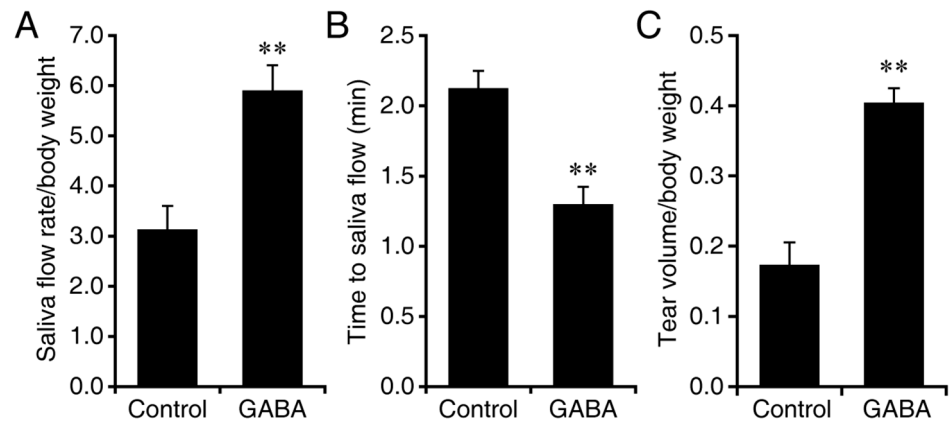 A
Saliva flow rate/body weight
7.0
6.0
5.0
4.0
3.0
2.0
1.0
0.0
**
Control
GABA
B
Time to saliva flow (min)
2.5
2.0
1.5
1.0
0.5
0.0
**
Control
GABA
C
Tear volume/body weight
0.5
0.4
0.3
0.2
0.1
0.0
**
Control
GABA